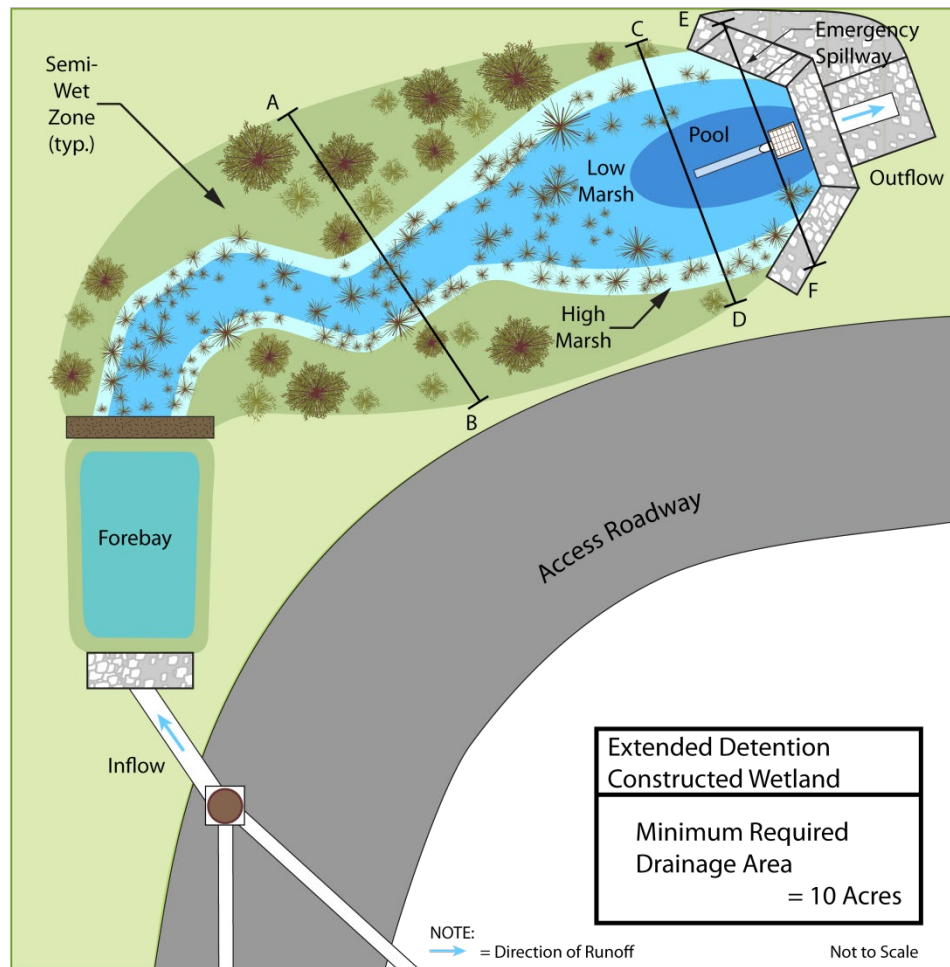 Semi-
Wet
Zone
(typ.)
A
C
E
Emergency
Spillway
Pool
Low
Marsh
Outflow
High
Marsh
F
D
B
Forebay
Access Roadway
Inflow
Extended Detention
Constructed Wetland
Minimum Required
Drainage Area
= 10 Acres
NOTE:
= Direction of Runoff
Not to Scale